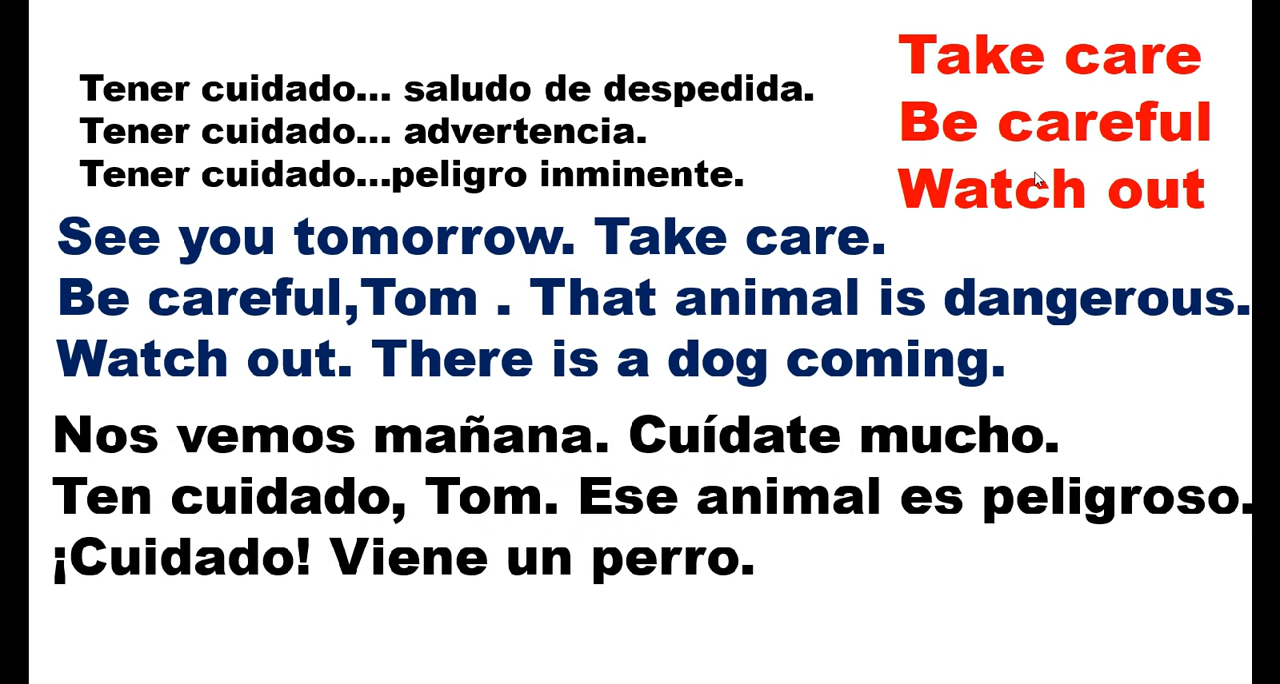 Tener cuidado... saludo de despedida.
Tener cuidado... advertencia.
Tener cuidado...peligro inminente.
Take care
Be careful
Watch out
See you tomorrow. Take care.
Be careful,Tom . That animal is dangerous.
Watch out. There is a dog coming.
Nos vemos mañana. Cuídate mucho.
Ten cuidado, Tom. Ese animal es peligroso.
¡Cuidado! Viene un perro.